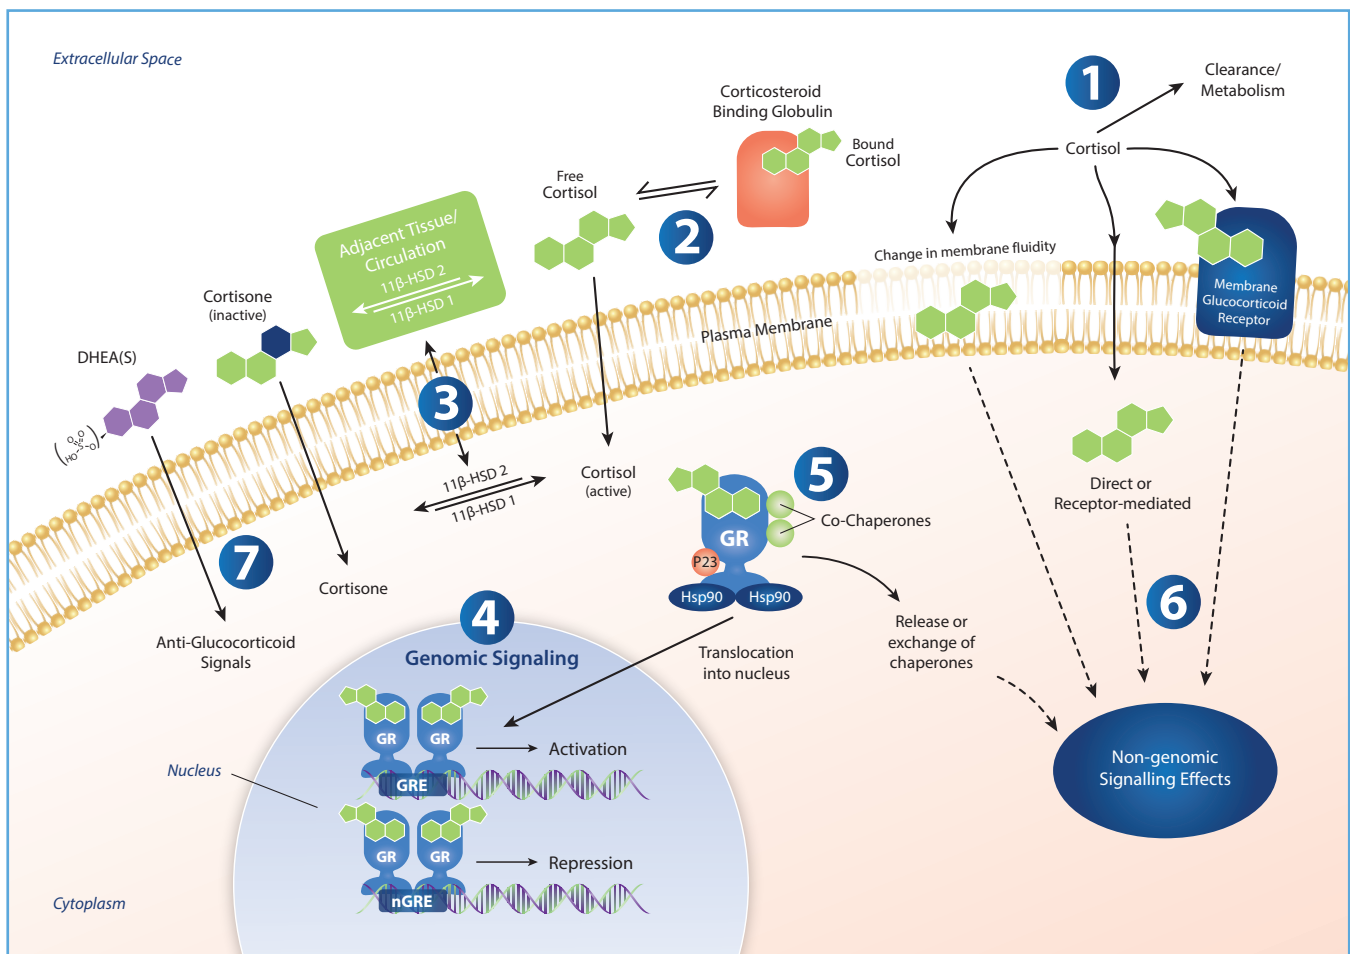 Extracellular Space
1
Clearance/
Metabolism
Cortisol
Corticosteroid
Binding Globulin
Bound
Cortisol
Free
Cortisol
2
Adjacent Tissue/
Circulation
11β-HSD 2
11β-HSD 1
Change in membrane fluidity
Membrane
Glucocorticoid
Receptor
Plasma Membrane
Cortisone
(inactive)
DHEA(S)
O O
S
HO O
3
11β-HSD 2
11β-HSD 1
Cortisol
(active)
5
Co-Chaperones
GR
P23
Hsp90 Hsp90
Direct or
Receptor-mediated
7
Cortisone
Anti-Glucocorticoid
Signals
4
Genomic Signaling
Translocation
into nucleus
Release or
exchange of
chaperones
6
Non-genomic
Signalling Effects
Nucleus
GR GR
Activation
GRE
GR GR
Repression
nGRE
Cytoplasm